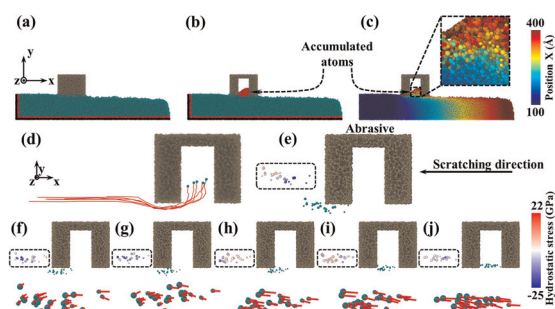 (a)
(b)
(c)
y
z
x
Accumulated
atoms
400
Position X (Å)
100
(d)
(e)
Abrasive
y
z
x
Scratching direction
(f)
(g)
(h)
(i)
(j)
22
Hydrostatic stress (GPa)
-25